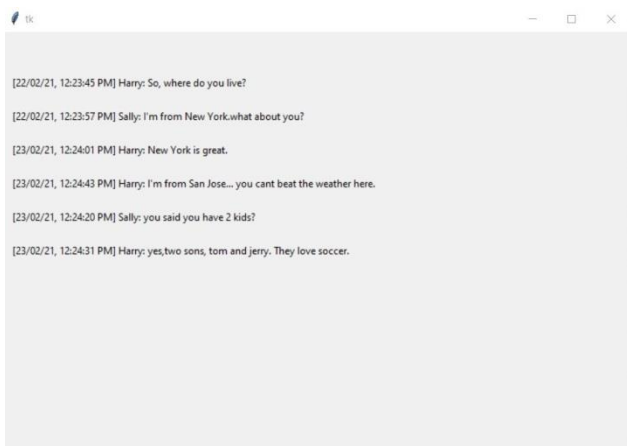 tk
[22/02/21, 12:23:45 PM] Harry: So, where do you live?
[22/02/21, 12:23:57 PM] Sally: I'm from New York.what about you?
[23/02/21, 12:24:01 PM] Harry: New York is great.
[23/02/21, 12:24:43 PM] Harry: I'm from San Jose... you cant beat the weather here.
[23/02/21, 12:24:20 PM] Sally: you said you have 2 kids?
[23/02/21, 12:24:31 PM] Harry: yes,two sons, tom and jerry. They love soccer.